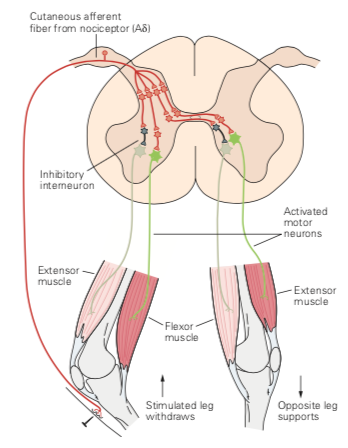 Cutaneous afferent
fiber from nociceptor (Aδ)
Inhibitory
interneuron
Activated
motor
neurons
Extensor
muscle
Extensor
muscle
Flexor
muscle
Stimulated leg
withdraws
Opposite leg
supports